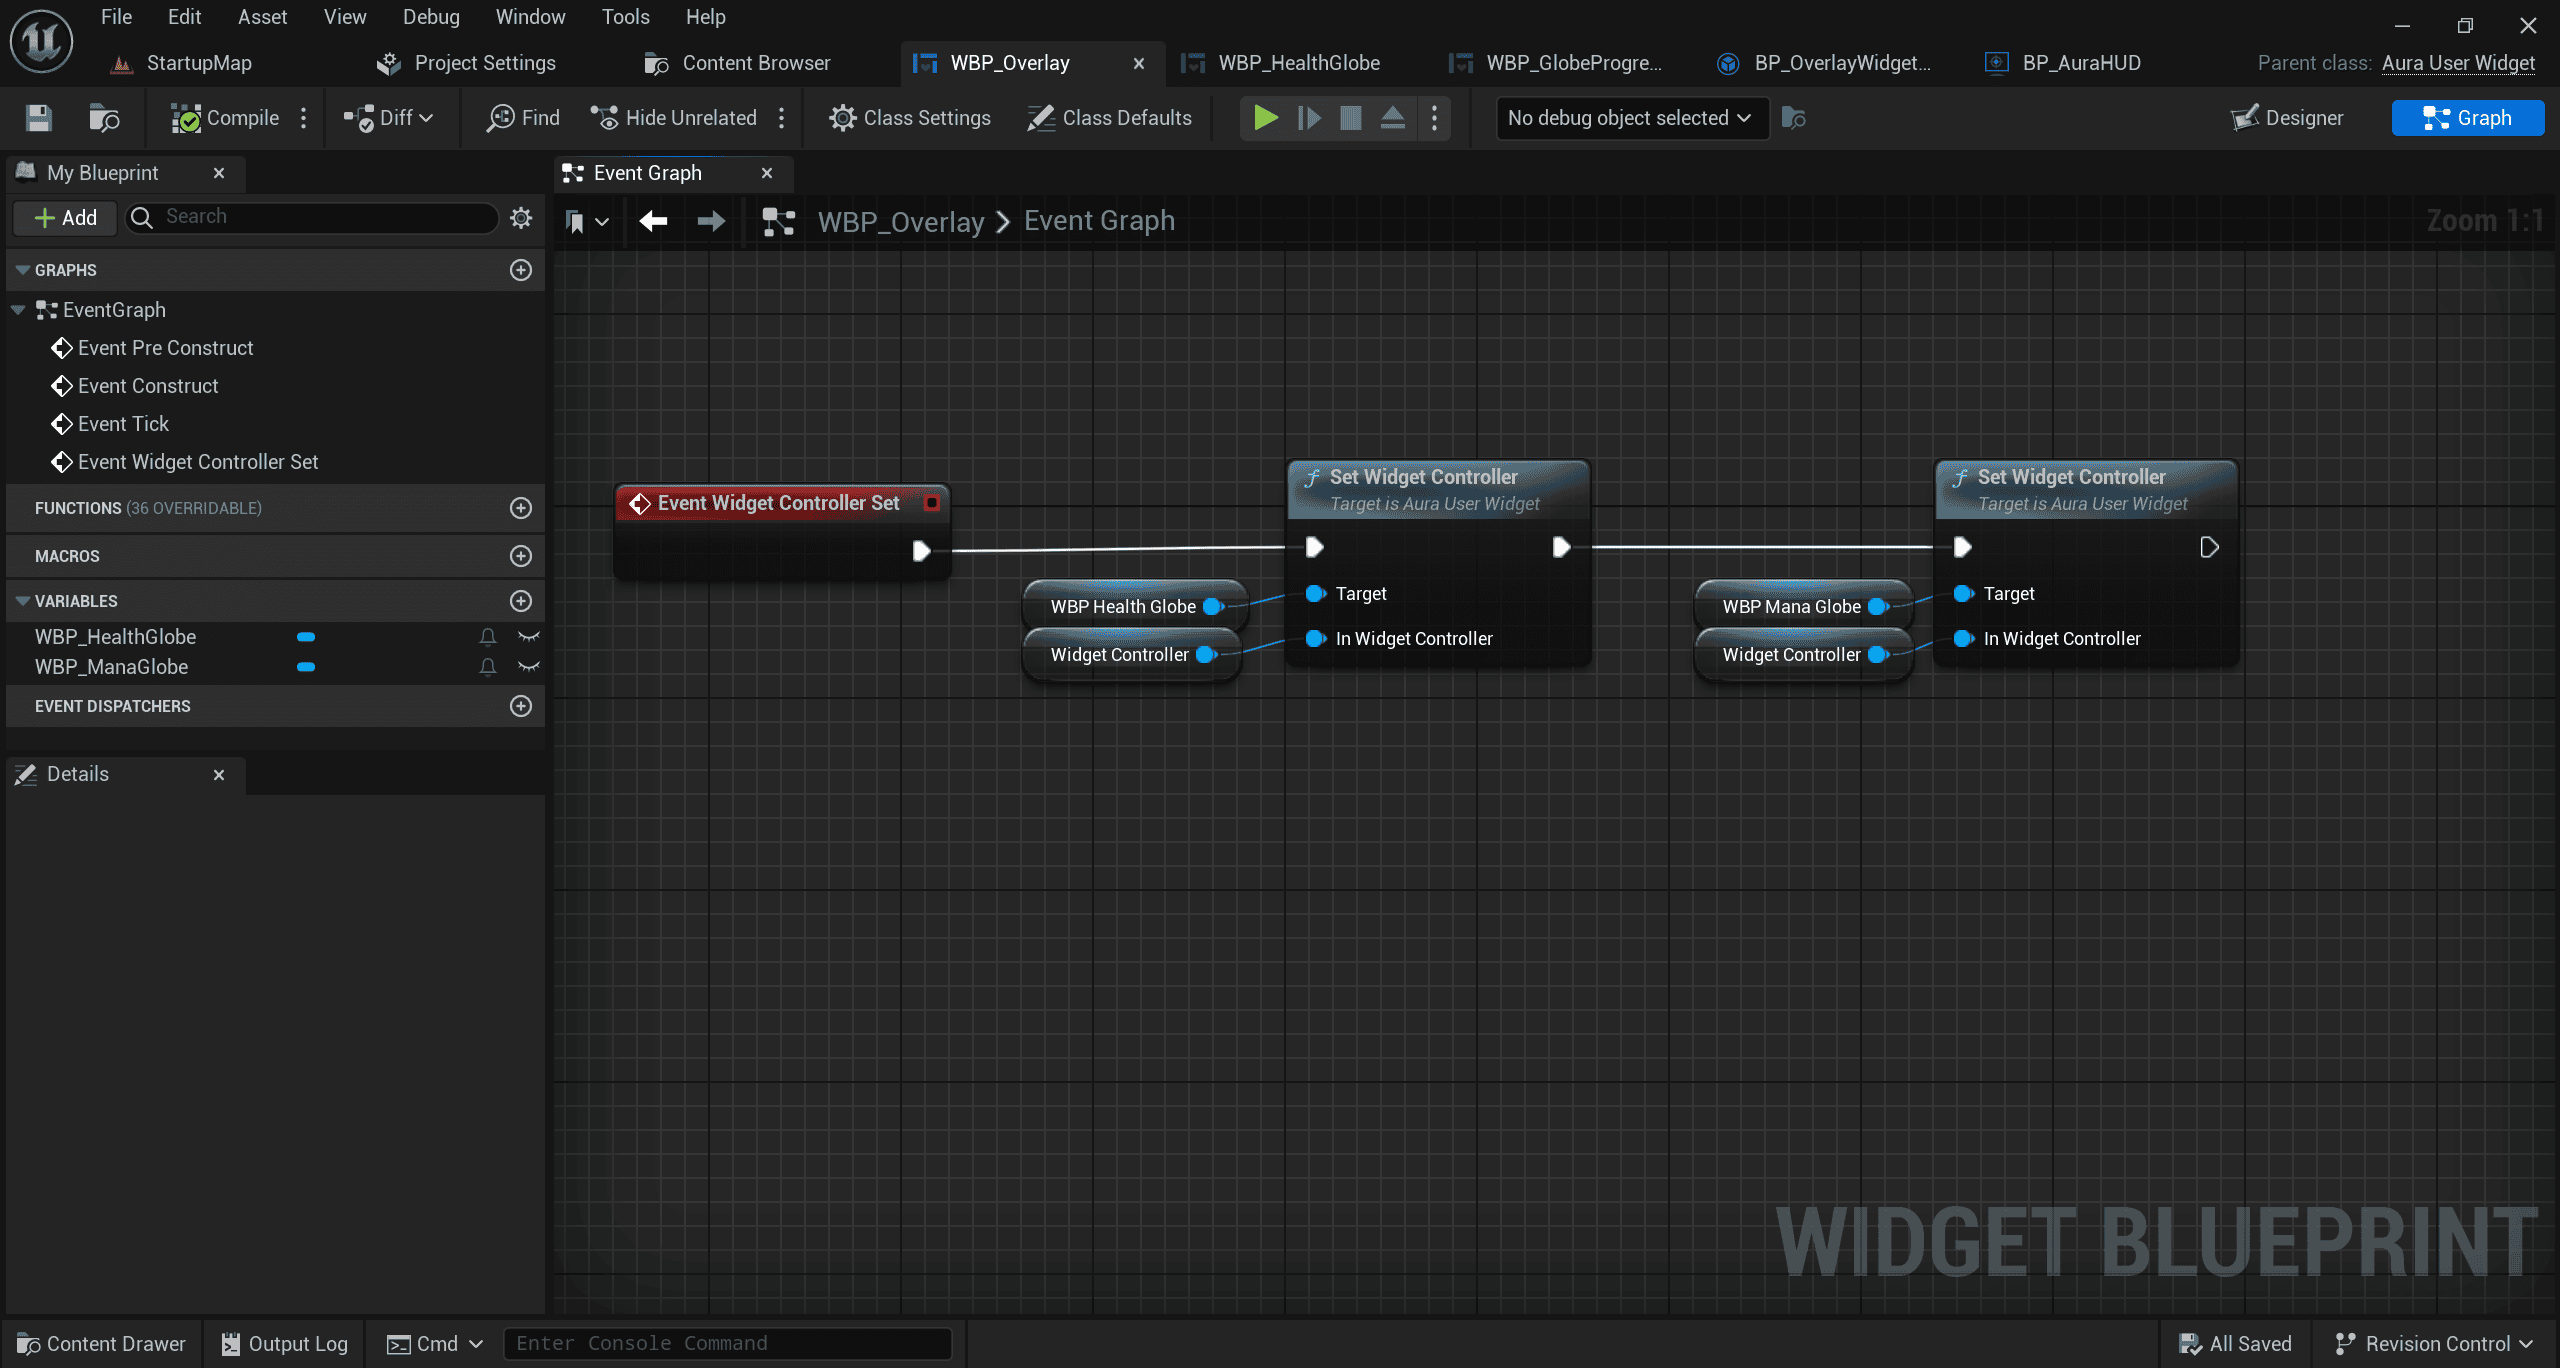 File Edit Asset View Debug Window Tools Help
StartupMap Project Settings Content Browser WBP_Overlay WBP_HealthGlobe WBP_GlobeProgre... BP_OverlayWidget... BP_AuraHUD Parent class: Aura User Widget
Compile Diff Find Hide Unrelated Class Settings Class Defaults No debug object selected Designer Graph
My Blueprint
Add Search
GRAPHS
EventGraph
Event Pre Construct
Event Construct
Event Tick
Event Widget Controller Set
FUNCTIONS (36 OVERRIDABLE)
MACROS
VARIABLES
WBP_HealthGlobe
WBP_ManaGlobe
EVENT DISPATCHERS
Details
Event Graph
WBP_Overlay Event Graph Zoom 1:1
Event Widget Controller Set
WBP Health Globe
Widget Controller
f Set Widget Controller
Target is Aura User Widget
Target
In Widget Controller
WBP Mana Globe
Widget Controller
f Set Widget Controller
Target is Aura User Widget
Target
In Widget Controller
WIDGET BLUEPRINT
Content Drawer Output Log Cmd Enter Console Command All Saved Revision Control